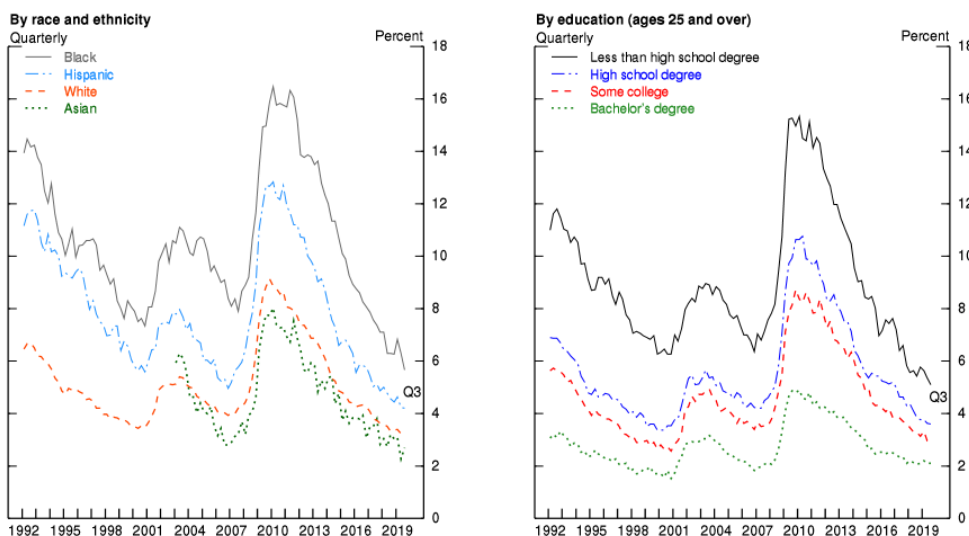 By race and ethnicity
Quarterly Percent
Black
Hispanic
White
Asian
18
16
14
12
10
8
6
4
2
0
Q3
1992 1995 1998 2001 2004 2007 2010 2013 2016 2019
By education (ages 25 and over)
Quarterly Percent
Less than high school degree
High school degree
Some college
Bachelor's degree
18
16
14
12
10
8
6
4
2
0
Q3
1992 1995 1998 2001 2004 2007 2010 2013 2016 2019